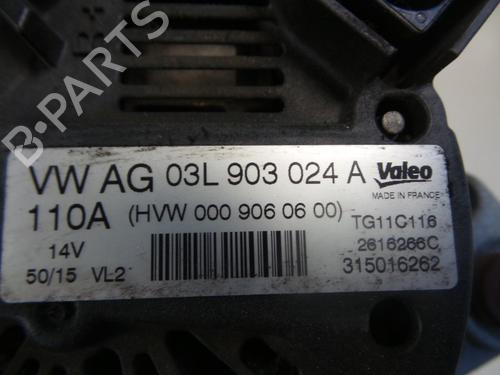 B-PARTS
VW AG 03L 903 024 A Valeo
MADE IN FRANCE
110A (HVW 000 906 06 00) TG11C116
14V 2616266C
50/15 VL2 315016262